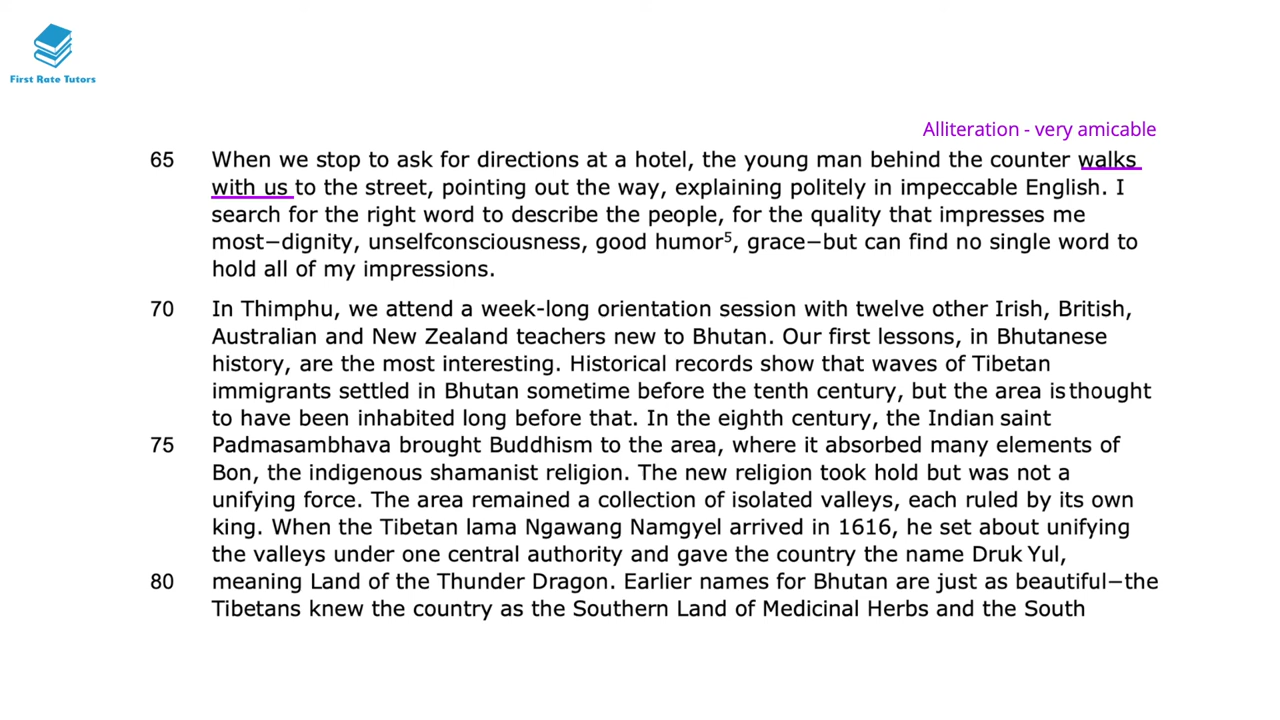 First Rate Tutors
Alliteration - very amicable
65 When we stop to ask for directions at a hotel, the young man behind the counter walks
with us to the street, pointing out the way, explaining politely in impeccable English. I
search for the right word to describe the people, for the quality that impresses me
most—dignity, unselfconsciousness, good humor⁵, grace—but can find no single word to
hold all of my impressions.
70 In Thimphu, we attend a week-long orientation session with twelve other Irish, British,
Australian and New Zealand teachers new to Bhutan. Our first lessons, in Bhutanese
history, are the most interesting. Historical records show that waves of Tibetan
immigrants settled in Bhutan sometime before the tenth century, but the area is thought
to have been inhabited long before that. In the eighth century, the Indian saint
75 Padmasambhava brought Buddhism to the area, where it absorbed many elements of
Bon, the indigenous shamanist religion. The new religion took hold but was not a
unifying force. The area remained a collection of isolated valleys, each ruled by its own
king. When the Tibetan lama Ngawang Namgyel arrived in 1616, he set about unifying
the valleys under one central authority and gave the country the name Druk Yul,
80 meaning Land of the Thunder Dragon. Earlier names for Bhutan are just as beautiful—the
Tibetans knew the country as the Southern Land of Medicinal Herbs and the South